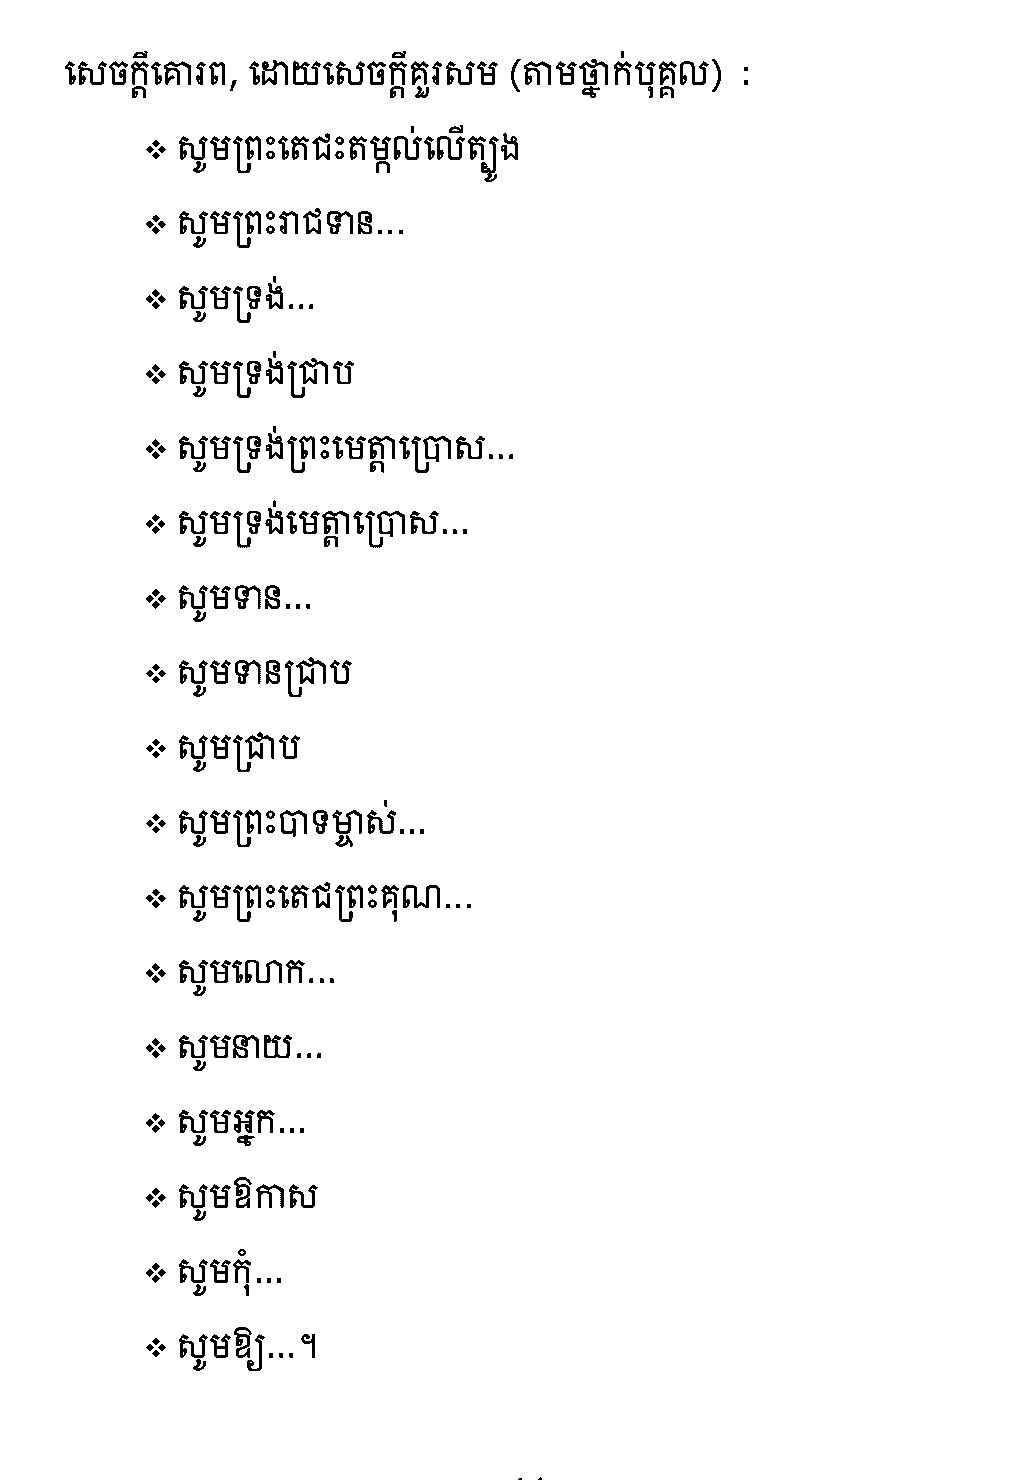 សេចក្ដីគោរព, ដោយសេចក្ដីគួរសម (តាមថ្នាក់បុគ្គល) :
❖ សូមព្រះតេជះតម្កល់លើត្បូង
❖ សូមព្រះរាជទាន...
❖ សូមទ្រង់...
❖ សូមទ្រង់ជ្រាប
❖ សូមទ្រង់ព្រះមេត្តាប្រោស...
❖ សូមទ្រង់មេត្តាប្រោស...
❖ សូមទាន...
❖ សូមទានជ្រាប
❖ សូមជ្រាប
❖ សូមព្រះបាទម្ចាស់...
❖ សូមព្រះតេជព្រះគុណ...
❖ សូមលោក...
❖ សូមនាយ...
❖ សូមអ្នក...
❖ សូមឱកាស
❖ សូមកុំ...
❖ សូមឱ្យ...។